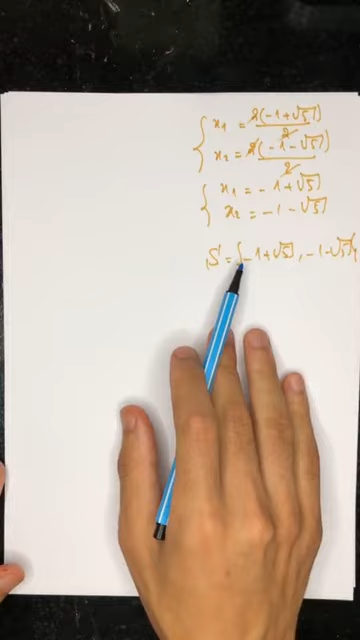 x₁ = 2(-1+√5)/2
x₂ = 2(-1-√5)/2
x₁ = -1+√5
x₂ = -1-√5
S = {-1+√5, -1-√5}